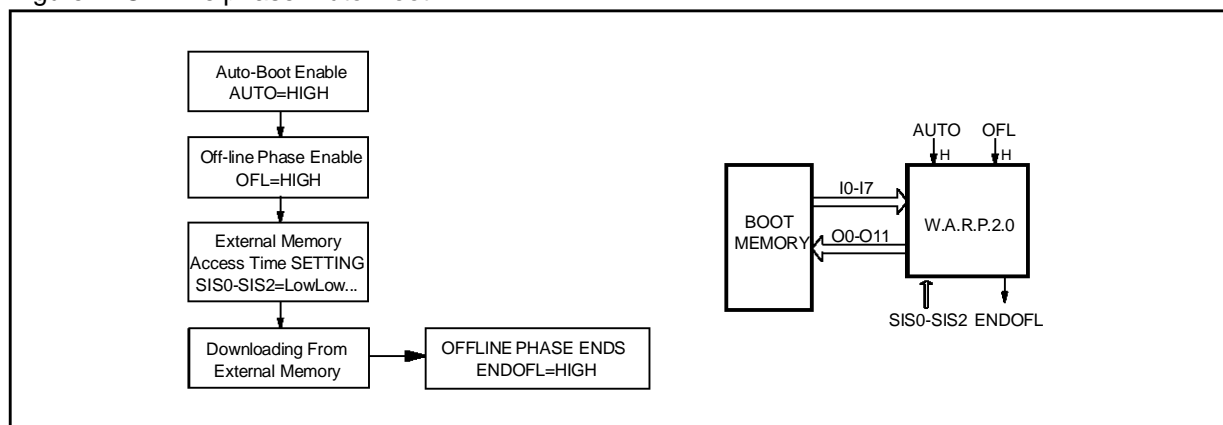 Auto-Boot Enable
AUTO=HIGH
Off-line Phase Enable
OFL=HIGH
External Memory
Access Time SETTING
SIS0-SIS2=LowLow...
Downloading From
External Memory
OFFLINE PHASE ENDS
ENDOFL=HIGH
AUTO OFL
H H
BOOT
MEMORY
I0-I7
O0-O11
W.A.R.P.2.0
SIS0-SIS2 ENDOFL